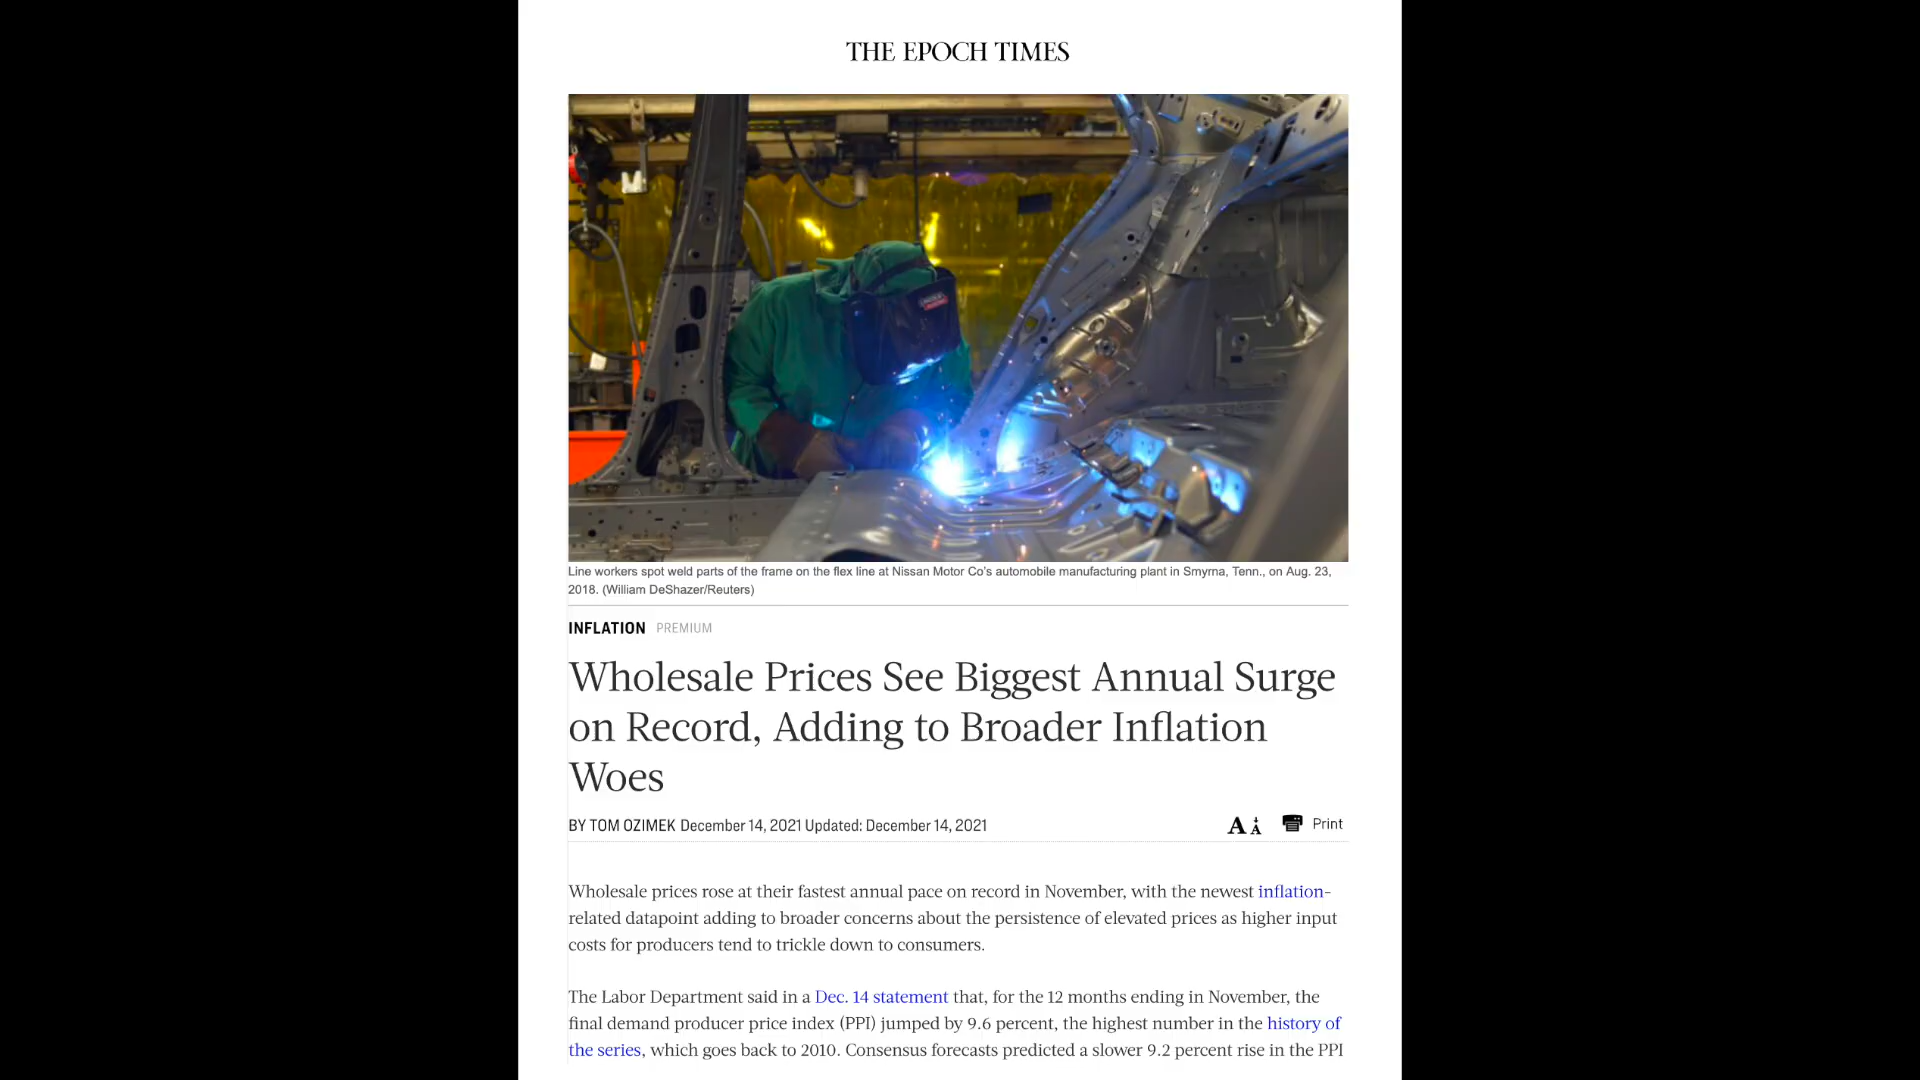 THE EPOCH TIMES
Line workers spot weld parts of the frame on the flex line at Nissan Motor Co's automobile manufacturing plant in Smyrna, Tenn., on Aug. 23,
2018. (William DeShazer/Reuters)
INFLATION PREMIUM
Wholesale Prices See Biggest Annual Surge
on Record, Adding to Broader Inflation
Woes
BY TOM OZIMEK December 14, 2021 Updated: December 14, 2021
A A Print
Wholesale prices rose at their fastest annual pace on record in November, with the newest inflation-
related datapoint adding to broader concerns about the persistence of elevated prices as higher input
costs for producers tend to trickle down to consumers.
The Labor Department said in a Dec. 14 statement that, for the 12 months ending in November, the
final demand producer price index (PPI) jumped by 9.6 percent, the highest number in the history of
the series, which goes back to 2010. Consensus forecasts predicted a slower 9.2 percent rise in the PPI